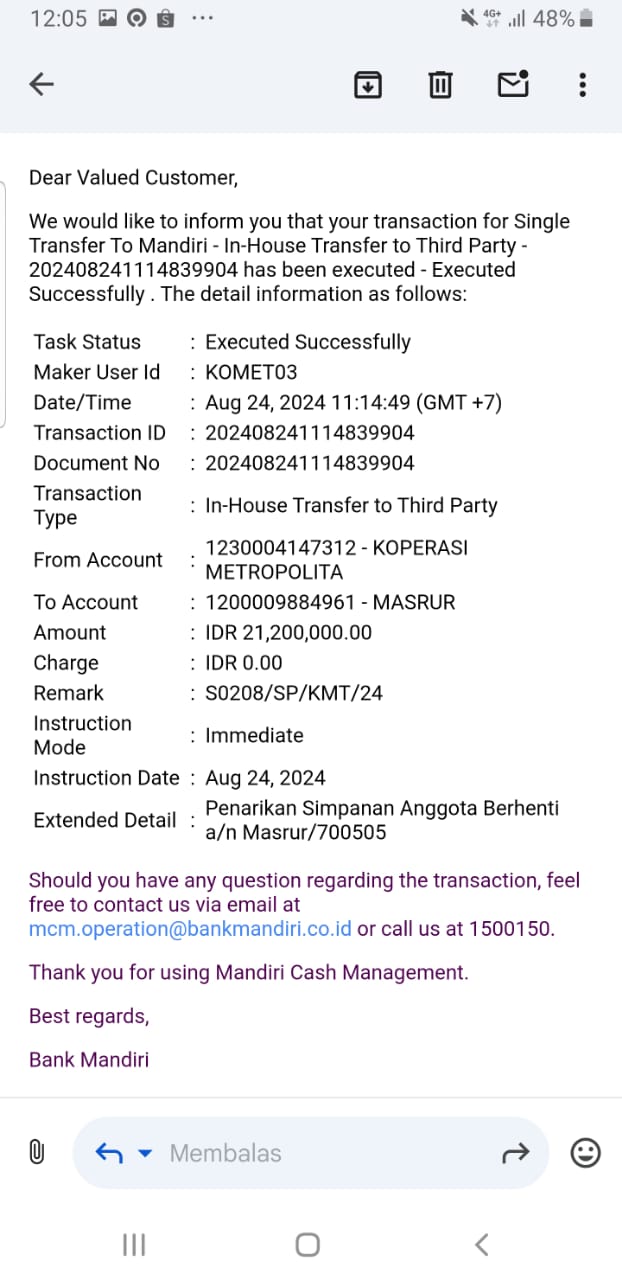 12:05
4G+
48%
Dear Valued Customer,
We would like to inform you that your transaction for Single
Transfer To Mandiri - In-House Transfer to Third Party -
202408241114839904 has been executed - Executed
Successfully . The detail information as follows:
Task Status : Executed Successfully
Maker User Id : KOMET03
Date/Time : Aug 24, 2024 11:14:49 (GMT +7)
Transaction ID : 202408241114839904
Document No : 202408241114839904
Transaction
Type : In-House Transfer to Third Party
From Account : 1230004147312 - KOPERASI
METROPOLITA
To Account : 1200009884961 - MASRUR
Amount : IDR 21,200,000.00
Charge : IDR 0.00
Remark : S0208/SP/KMT/24
Instruction
Mode : Immediate
Instruction Date : Aug 24, 2024
Extended Detail : Penarikan Simpanan Anggota Berhenti
a/n Masrur/700505
Should you have any question regarding the transaction, feel
free to contact us via email at
mcm.operation@bankmandiri.co.id or call us at 1500150.
Thank you for using Mandiri Cash Management.
Best regards,
Bank Mandiri
Membalas